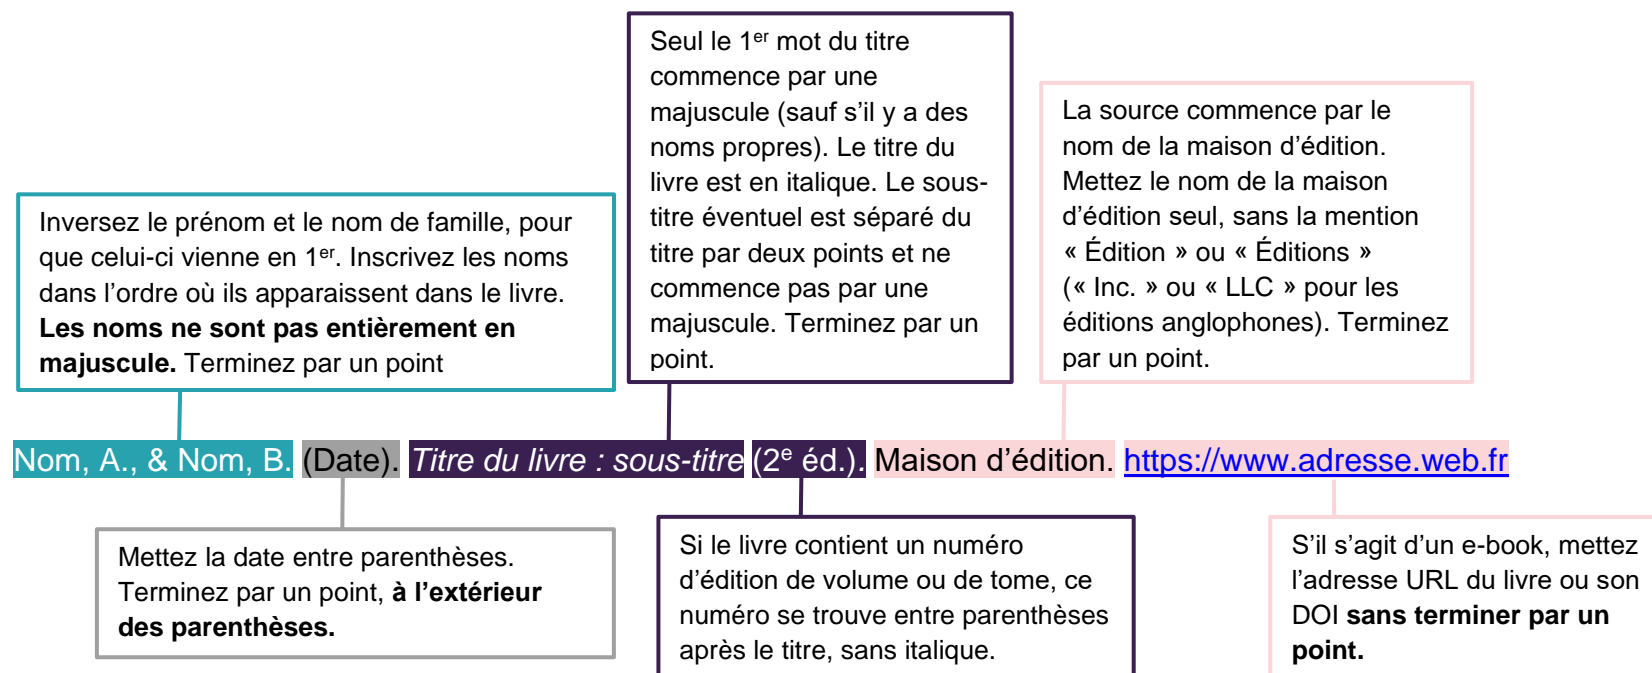 Seul le 1er mot du titre
commence par une
majuscule (sauf s’il y a des
noms propres). Le titre du
livre est en italique. Le sous-
titre éventuel est séparé du
titre par deux points et ne
commence pas par une
majuscule. Terminez par un
point.
La source commence par le
nom de la maison d’édition.
Mettez le nom de la maison
d’édition seul, sans la mention
« Édition » ou « Éditions »
(« Inc. » ou « LLC » pour les
éditions anglophones). Terminez
par un point.
Inversez le prénom et le nom de famille, pour
que celui-ci vienne en 1er. Inscrivez les noms
dans l’ordre où ils apparaissent dans le livre.
Les noms ne sont pas entièrement en
majuscule. Terminez par un point
Nom, A., & Nom, B. (Date). Titre du livre : sous-titre (2e éd.). Maison d’édition. https://www.adresse.web.fr
Mettez la date entre parenthèses.
Terminez par un point, à l’extérieur
des parenthèses.
Si le livre contient un numéro
d’édition de volume ou de tome, ce
numéro se trouve entre parenthèses
après le titre, sans italique.
S’il s’agit d’un e-book, mettez
l’adresse URL du livre ou son
DOI sans terminer par un
point.